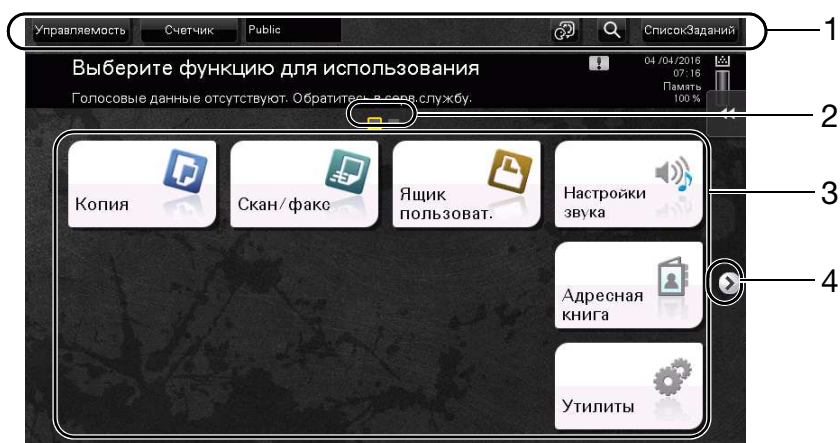 Управляемость Счетчик Public СписокЗаданий 1
Выберите функцию для использования
04/04/2016
07:16
Память
100 %
Голосовые данные отсутствуют. Обратитесь в серв.службу.
2
Копия
Скан/факс
Ящик
пользоват.
Настройки
звука
3
Адресная
книга
4
Утилиты